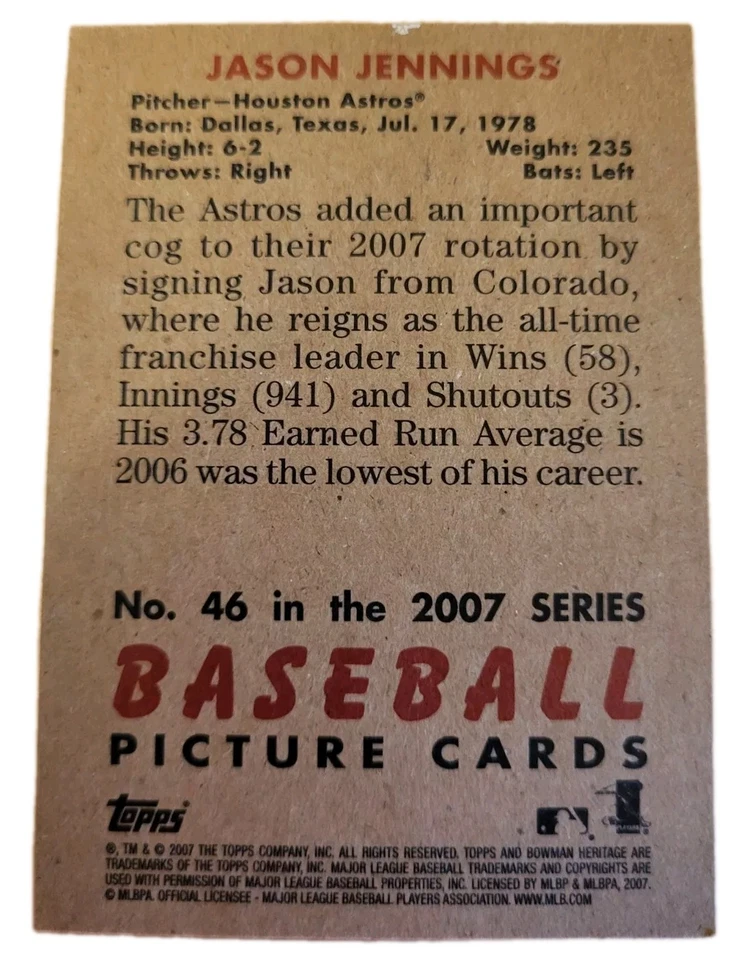 JASON JENNINGS
Pitcher—Houston Astros®
Born: Dallas, Texas, Jul. 17, 1978
Height: 6-2 Weight: 235
Throws: Right Bats: Left
The Astros added an important
cog to their 2007 rotation by
signing Jason from Colorado,
where he reigns as the all-time
franchise leader in Wins (58),
Innings (941) and Shutouts (3).
His 3.78 Earned Run Average is
2006 was the lowest of his career.
No. 46 in the 2007 SERIES
BASEBALL
PICTURE CARDS
Topps
®, TM & © 2007 THE TOPPS COMPANY, INC. ALL RIGHTS RESERVED. TOPPS AND BOWMAN HERITAGE ARE
TRADEMARKS OF THE TOPPS COMPANY, INC. MAJOR LEAGUE BASEBALL TRADEMARKS AND COPYRIGHTS ARE
USED WITH PERMISSION OF MAJOR LEAGUE BASEBALL PROPERTIES, INC. LICENSED BY MLBP & MLBPA, 2007.
© MLBPA. OFFICIAL LICENSEE - MAJOR LEAGUE BASEBALL PLAYERS ASSOCIATION. WWW.MLB.COM